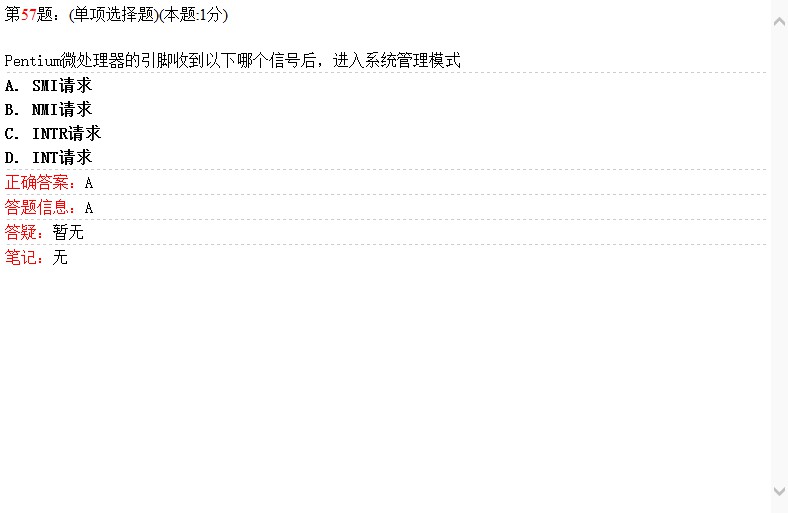 第57题：(单项选择题)(本题:1分)
Pentium微处理器的引脚收到以下哪个信号后，进入系统管理模式
A. SMI请求
B. NMI请求
C. INTR请求
D. INT请求
正确答案：A
答题信息：A
答疑：暂无
笔记：无